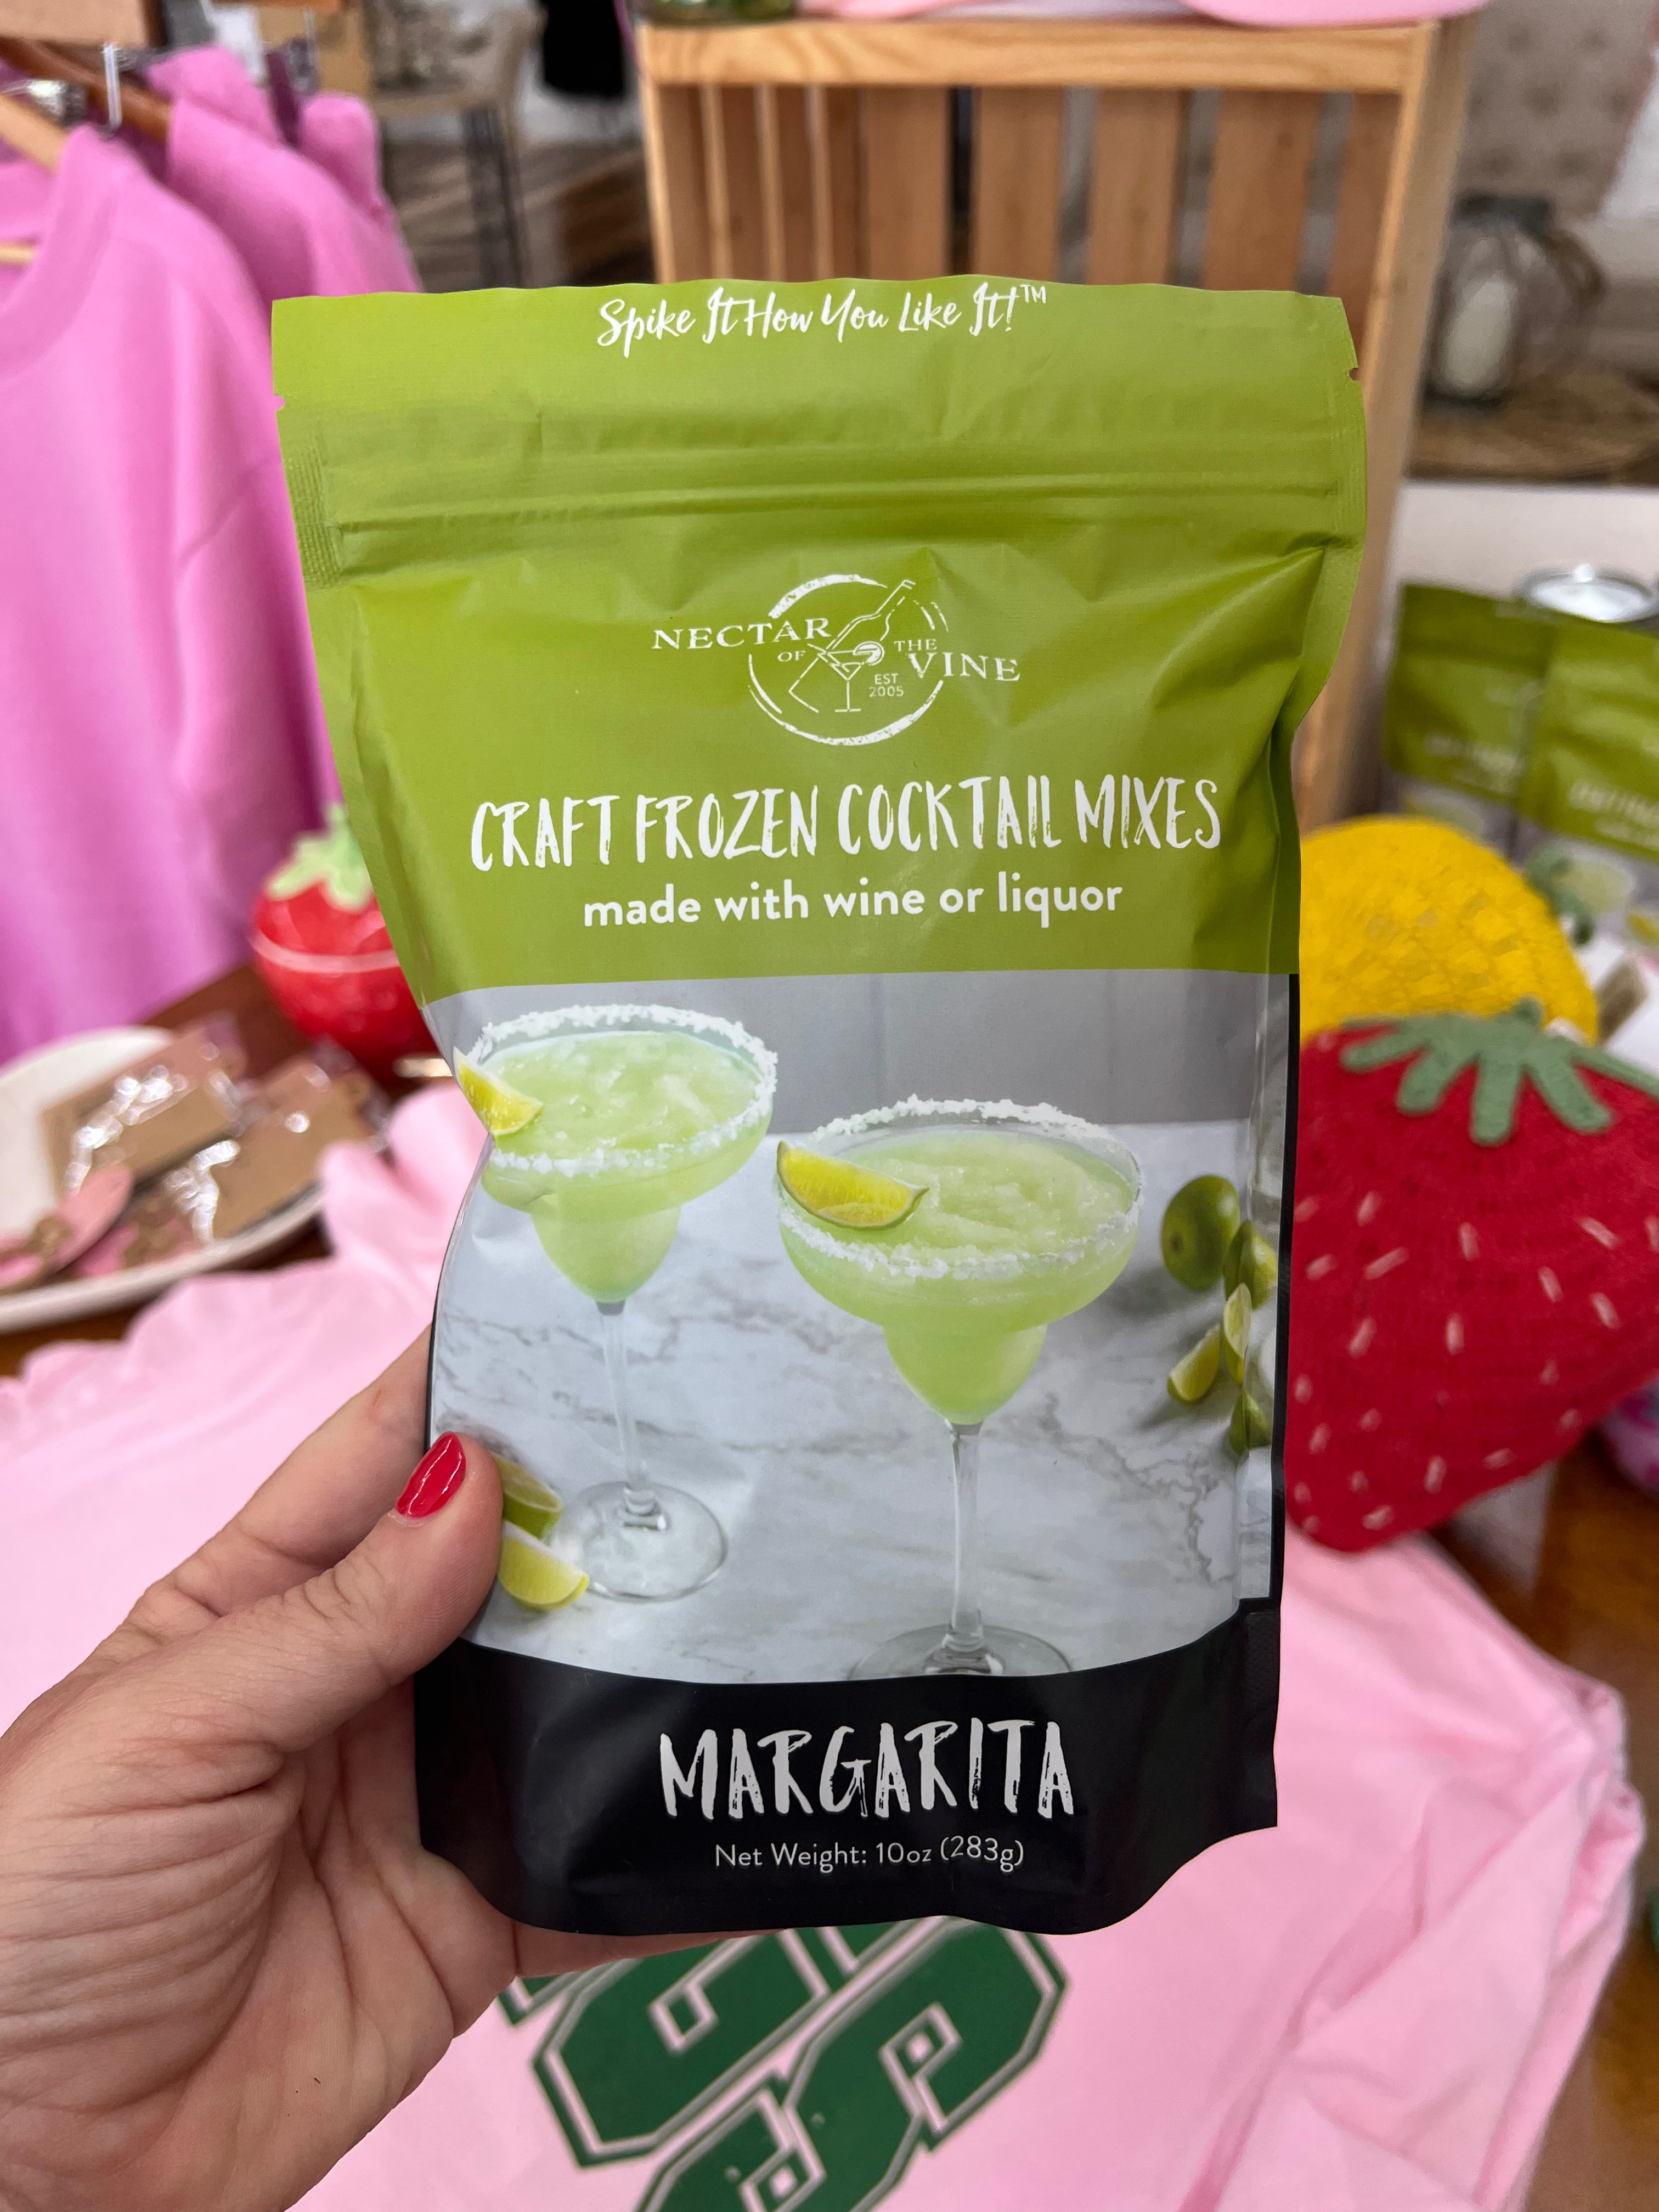 Spike It How You Like It!™
NECTAR
OF THE
VINE
EST
2005
CRAFT FROZEN COCKTAIL MIXES
made with wine or liquor
MARGARITA
Net Weight: 10oz (283g)